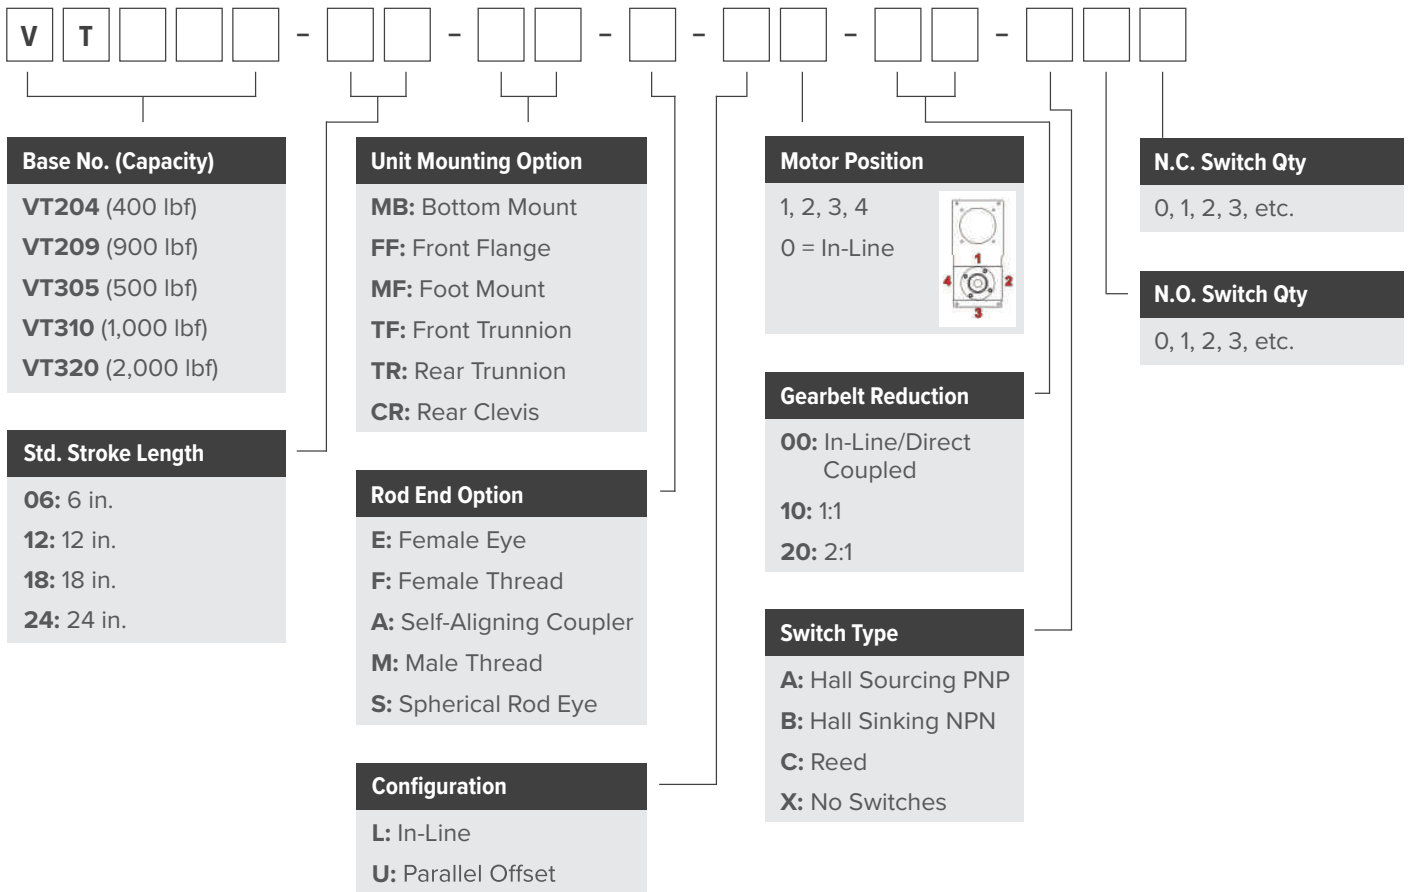 V T – – – – – –
Base No. (Capacity)
VT204 (400 lbf)
VT209 (900 lbf)
VT305 (500 lbf)
VT310 (1,000 lbf)
VT320 (2,000 lbf)
Std. Stroke Length
06: 6 in.
12: 12 in.
18: 18 in.
24: 24 in.
Unit Mounting Option
MB: Bottom Mount
FF: Front Flange
MF: Foot Mount
TF: Front Trunnion
TR: Rear Trunnion
CR: Rear Clevis
Rod End Option
E: Female Eye
F: Female Thread
A: Self-Aligning Coupler
M: Male Thread
S: Spherical Rod Eye
Configuration
L: In-Line
U: Parallel Offset
Motor Position
1, 2, 3, 4
0 = In-Line
1
4 2
3
Gearbelt Reduction
00: In-Line/Direct
Coupled
10: 1:1
20: 2:1
Switch Type
A: Hall Sourcing PNP
B: Hall Sinking NPN
C: Reed
X: No Switches
N.C. Switch Qty
0, 1, 2, 3, etc.
N.O. Switch Qty
0, 1, 2, 3, etc.